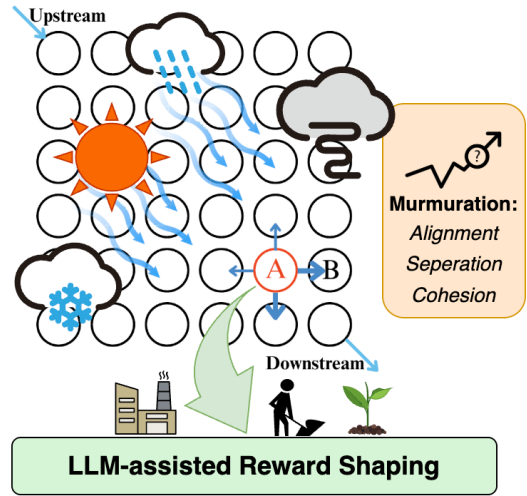 Upstream
?
Murmuration:
Alignment
Seperation
Cohesion
A
B
Downstream
LLM-assisted Reward Shaping